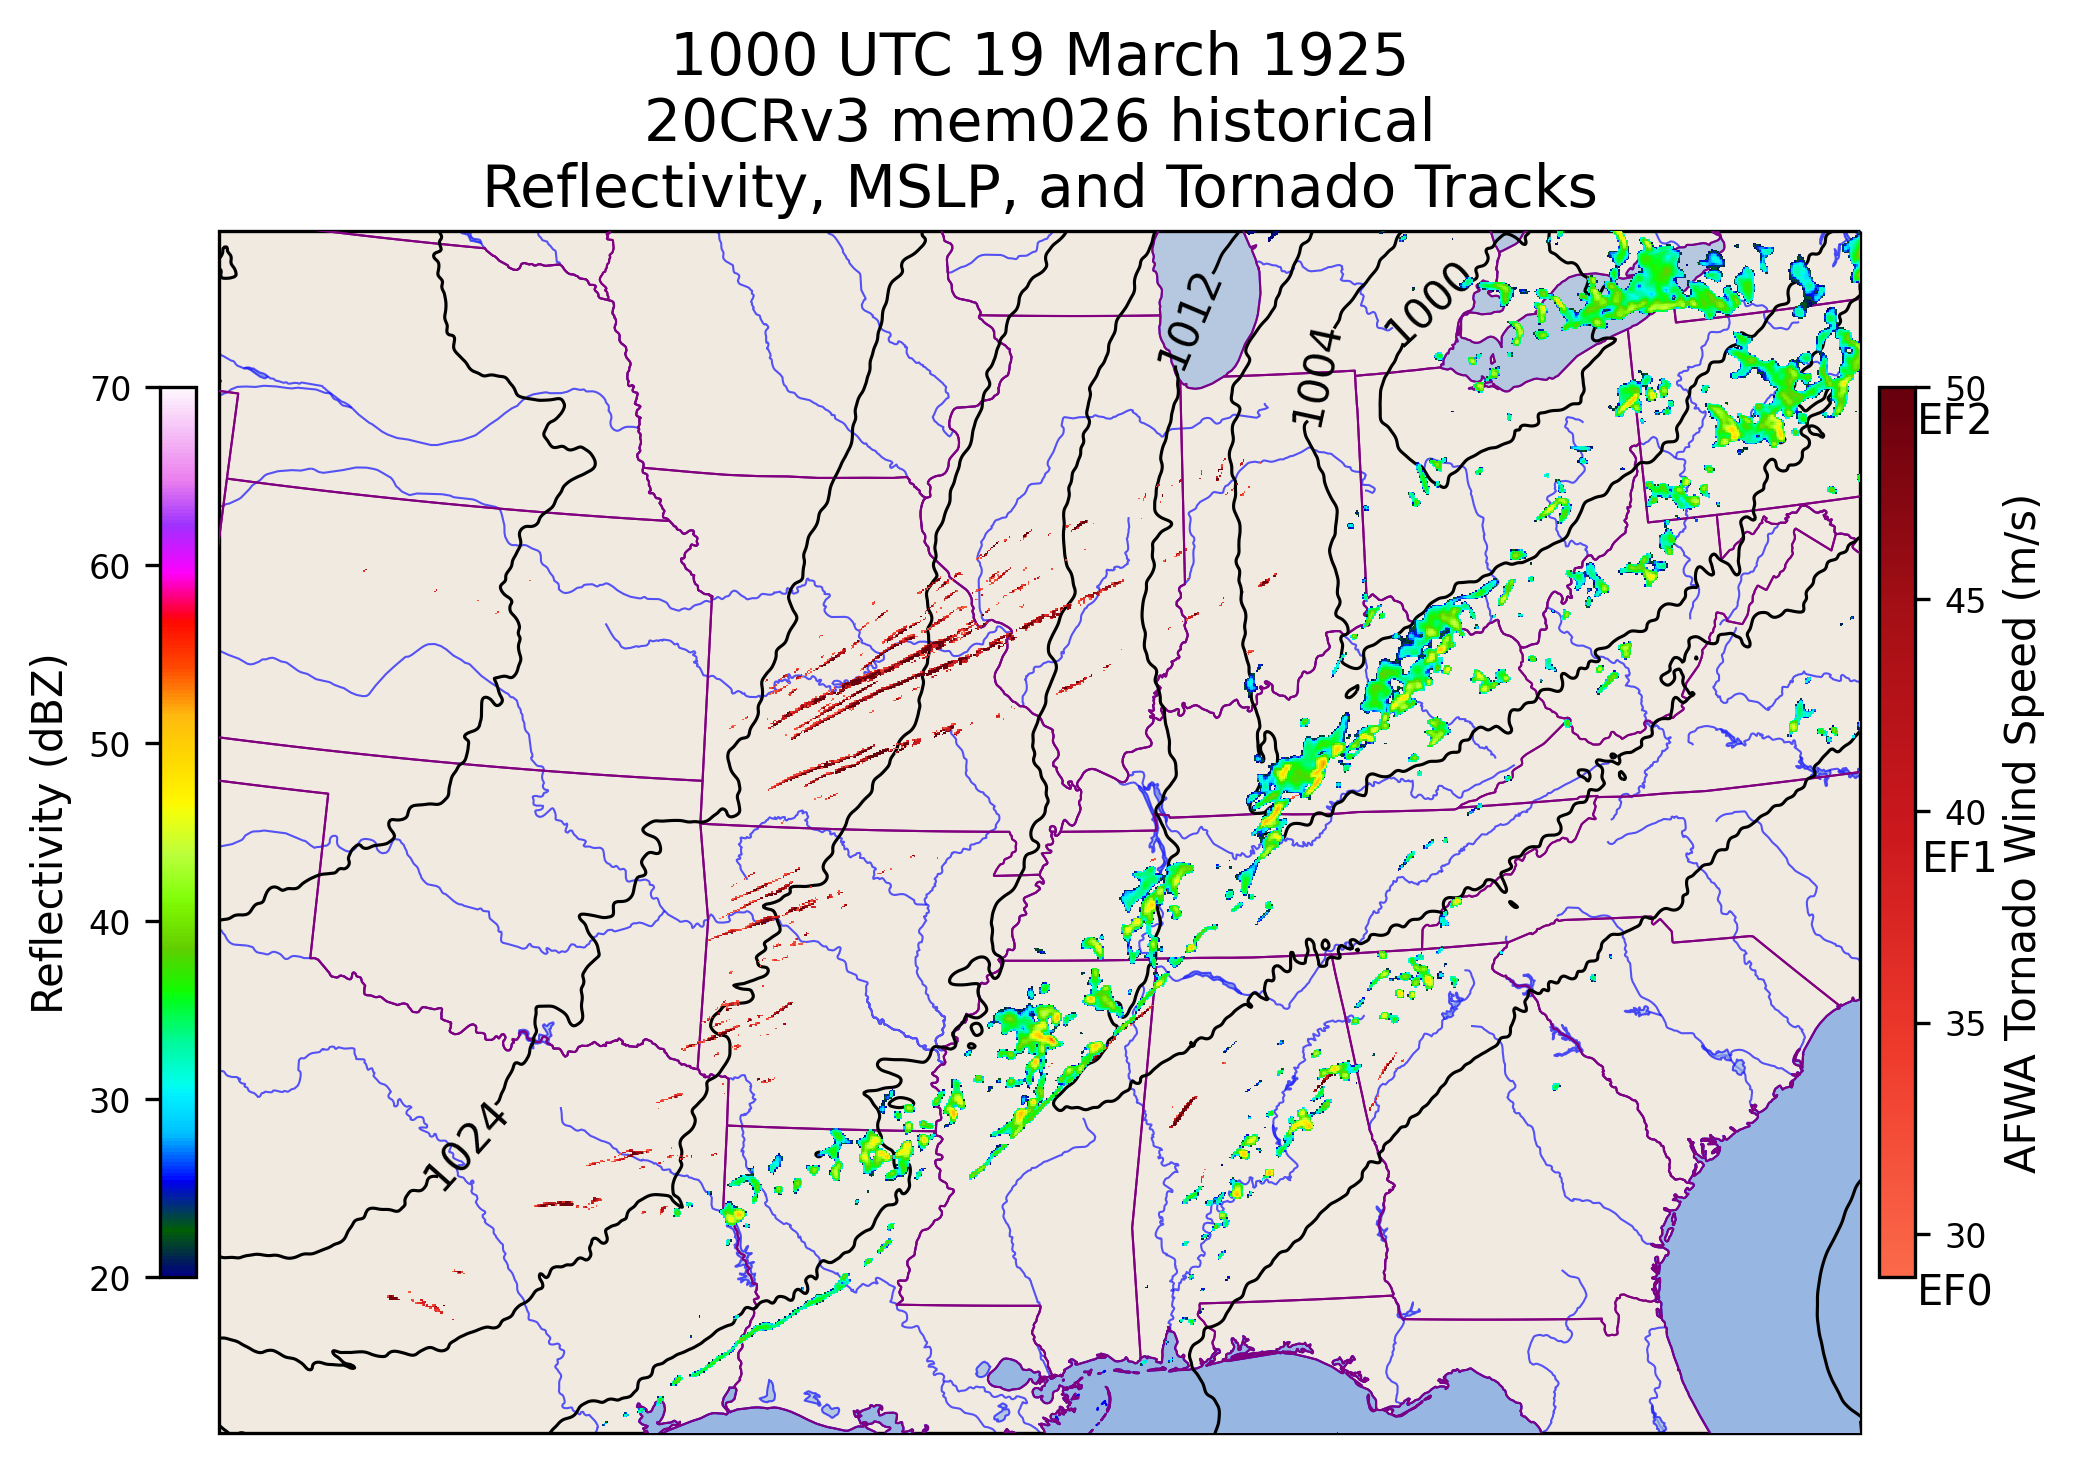 1000 UTC 19 March 1925
20CRv3 mem026 historical
Reflectivity, MSLP, and Tornado Tracks
Reflectivity (dBZ)
70
60
50
40
30
20
1012
1004
1000
1024
50
EF2
45
40
EF1
35
30
EF0
AFWA Tornado Wind Speed (m/s)